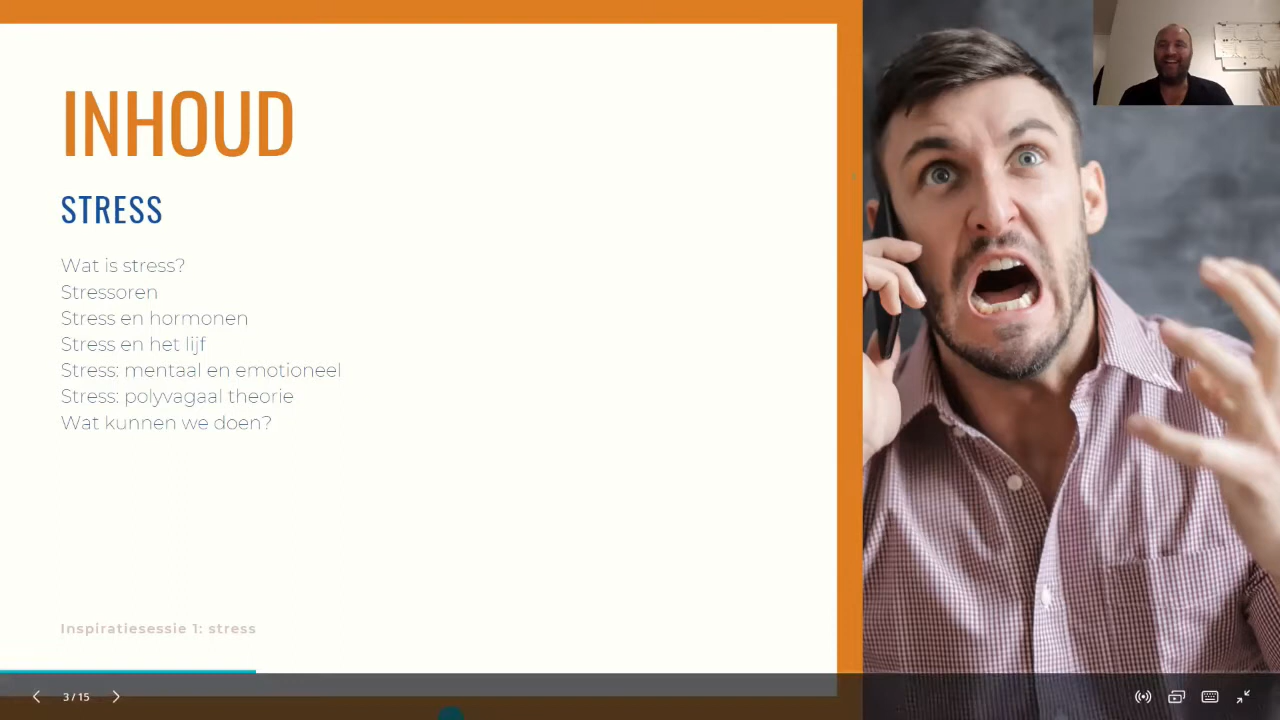 INHOUD
STRESS
Wat is stress?
Stressoren
Stress en hormonen
Stress en het lijf
Stress: mentaal en emotioneel
Stress: polyvagaal theorie
Wat kunnen we doen?
Inspiratiesessie 1: stress
3 / 15